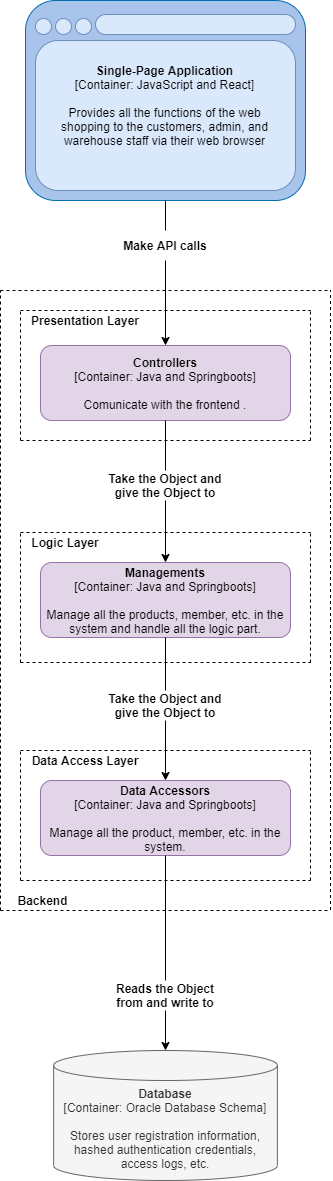 Single-Page Application
[Container: JavaScript and React]
Provides all the functions of the web
shopping to the customers, admin, and
warehouse staff via their web browser
Make API calls
Presentation Layer
Controllers
[Container: Java and Springboots]
Comunicate with the frontend .
Take the Object and
give the Object to
Logic Layer
Managements
[Container: Java and Springboots]
Manage all the products, member, etc. in the
system and handle all the logic part.
Take the Object and
give the Object to
Data Access Layer
Data Accessors
[Container: Java and Springboots]
Manage all the product, member, etc. in the
system.
Backend
Reads the Object
from and write to
Database
[Container: Oracle Database Schema]
Stores user registration information,
hashed authentication credentials,
access logs, etc.